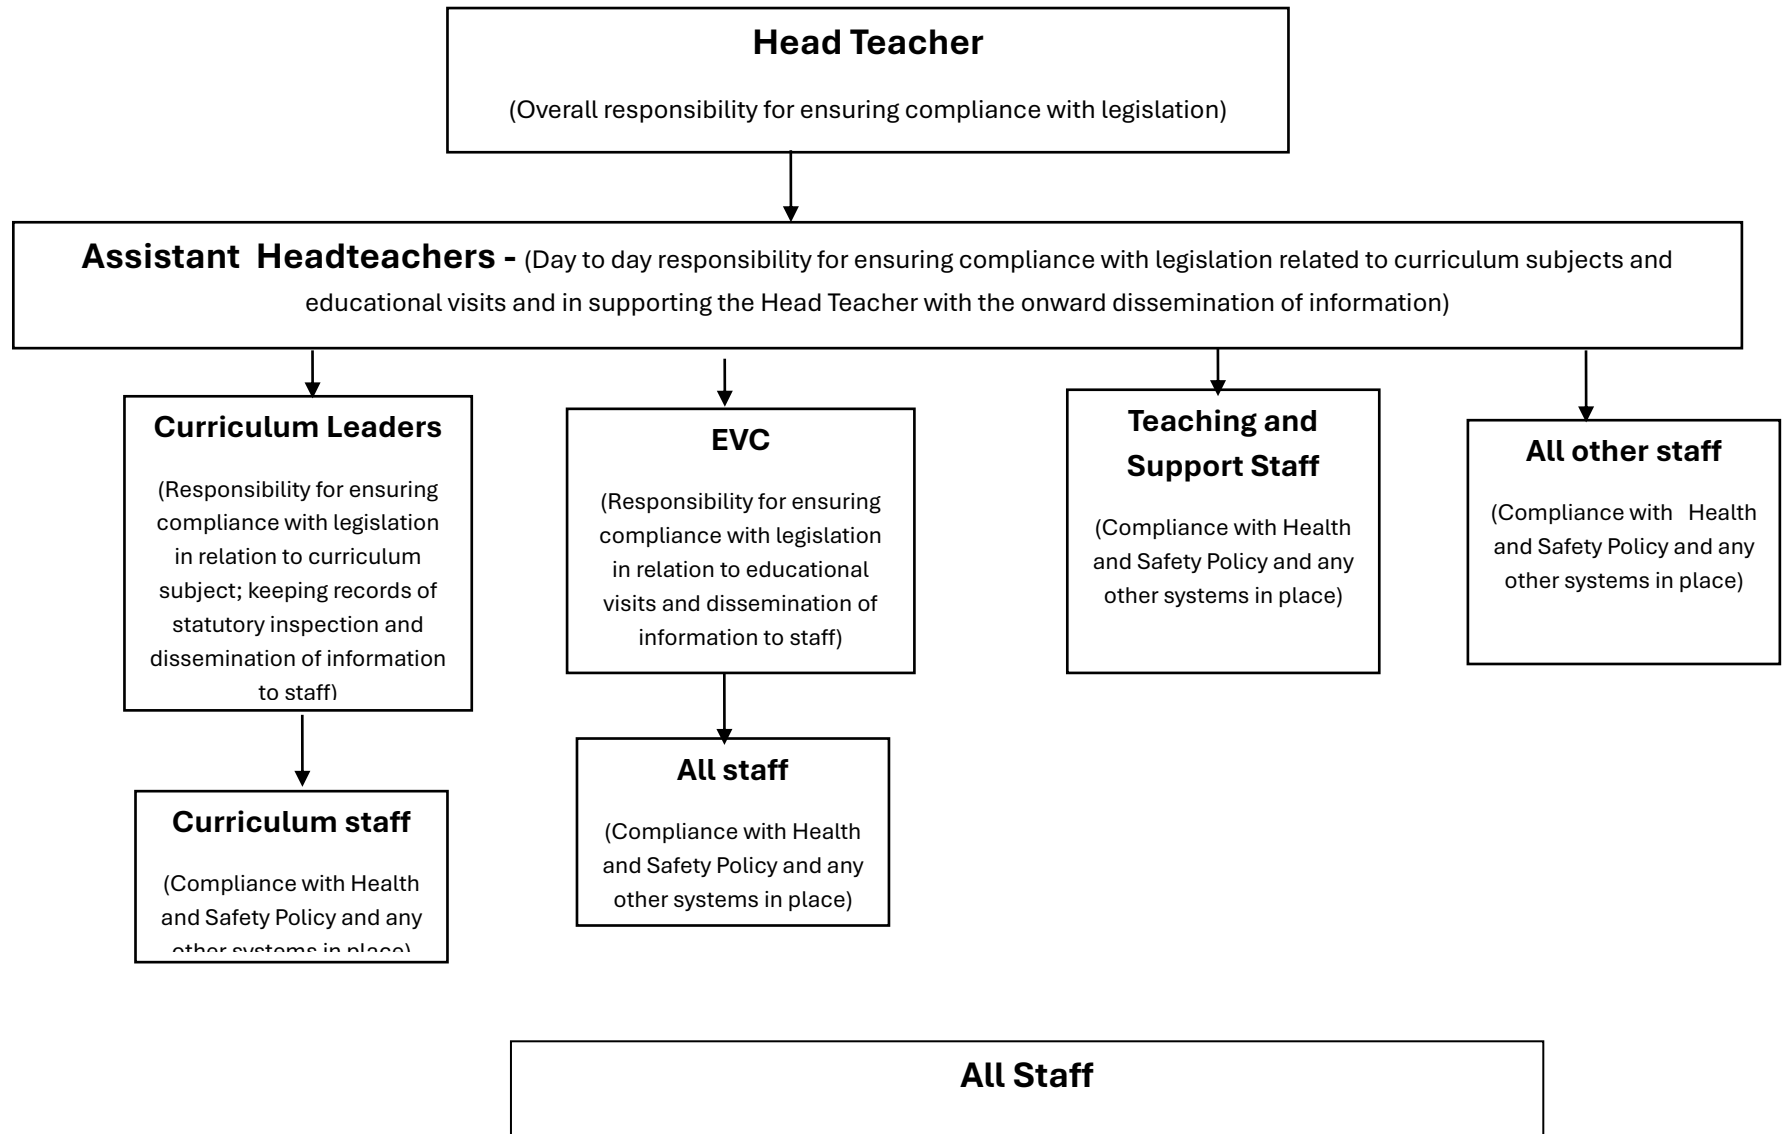 Head Teacher
(Overall responsibility for ensuring compliance with legislation)
Assistant Headteachers - (Day to day responsibility for ensuring compliance with legislation related to curriculum subjects and
educational visits and in supporting the Head Teacher with the onward dissemination of information)
Curriculum Leaders
(Responsibility for ensuring
compliance with legislation
in relation to curriculum
subject; keeping records of
statutory inspection and
dissemination of information
to staff)
EVC
(Responsibility for ensuring
compliance with legislation
in relation to educational
visits and dissemination of
information to staff)
Teaching and
Support Staff
(Compliance with Health
and Safety Policy and any
other systems in place)
All other staff
(Compliance with Health
and Safety Policy and any
other systems in place)
Curriculum staff
(Compliance with Health
and Safety Policy and any
other systems in place)
All staff
(Compliance with Health
and Safety Policy and any
other systems in place)
All Staff